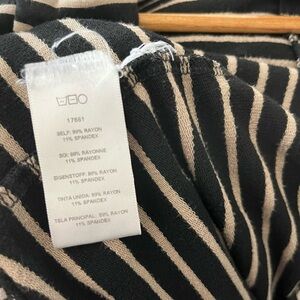 17661
SELF: 89% RAYON
11% SPANDEX
SOI: 89% RAYONNE
11% SPANDEX
EIGENSTOFF: 89% RAYON
11% SPANDEX
TINTA UNIDA: 89% RAYON
11% SPANDEX
TELA PRINCIPAL: 89% RAYON
11% SPANDEX